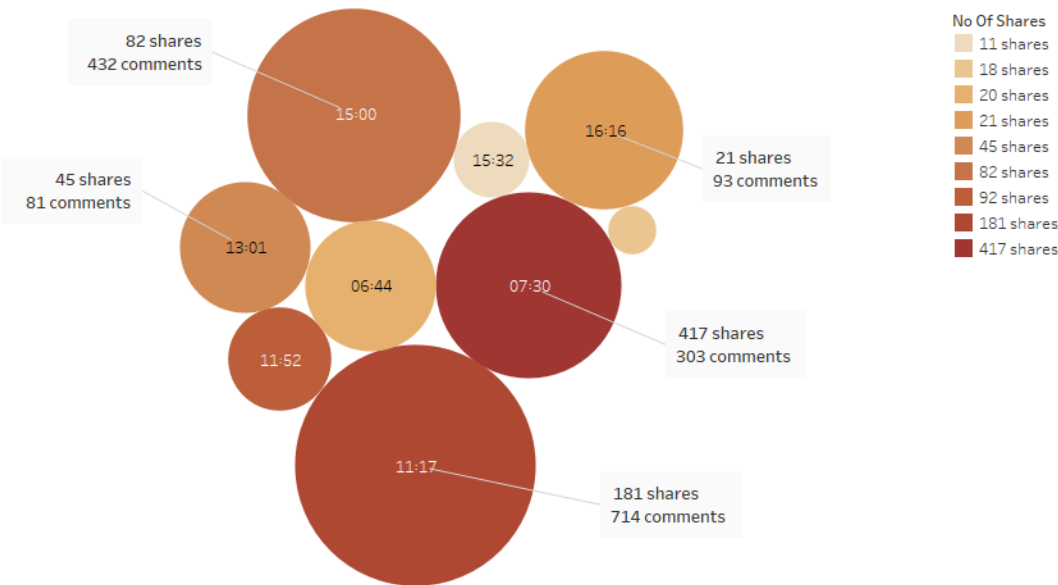 82 shares
432 comments
15:00
16:16
15:32
21 shares
93 comments
45 shares
81 comments
13:01
06:44
07:30
417 shares
303 comments
11:52
11:17
181 shares
714 comments
No Of Shares
11 shares
18 shares
20 shares
21 shares
45 shares
82 shares
92 shares
181 shares
417 shares